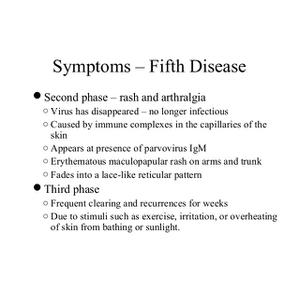 Symptoms – Fifth Disease
Second phase – rash and arthralgia
Virus has disappeared – no longer infectious
Caused by immune complexes in the capillaries of the
skin
Appears at presence of parvovirus IgM
Erythematous maculopapular rash on arms and trunk
Fades into a lace-like reticular pattern
Third phase
Frequent clearing and recurrences for weeks
Due to stimuli such as exercise, irritation, or overheating
of skin from bathing or sunlight.